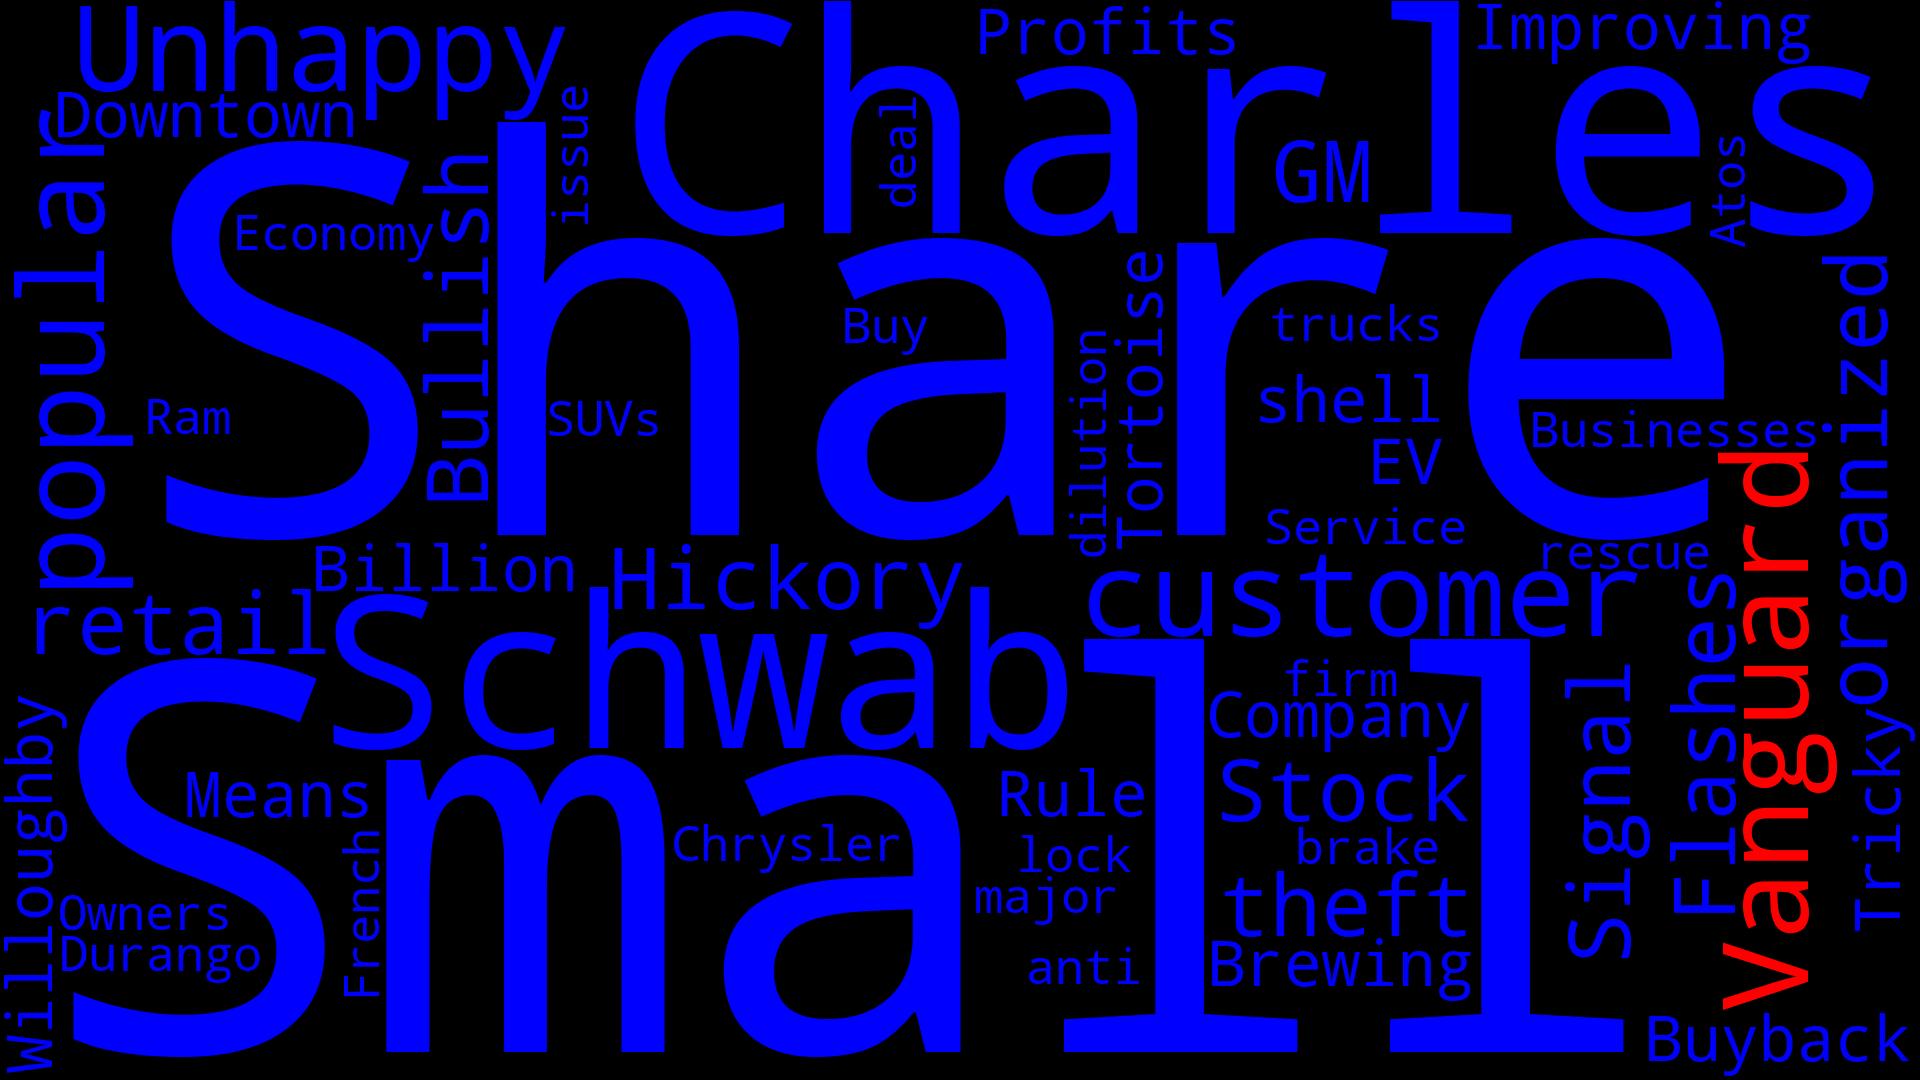 Unhappy
Charles
Profits
Improving
Downtown
popular
issue
deal
GM
Atos
Share
Economy
Bullish
Buy
Tortoise
trucks
organized
Ram
SUVs
dilution
shell
Businesses
EV
Service
rescue
Billion
Hickory
customer
vanguard
retail
Schwab
firm
Company
Signal
Flashes
Tricky
Willoughby
Small
Means
Rule
Stock
French
Chrysler
lock
brake
major
theft
Owners
Durango
anti
Brewing
Buyback